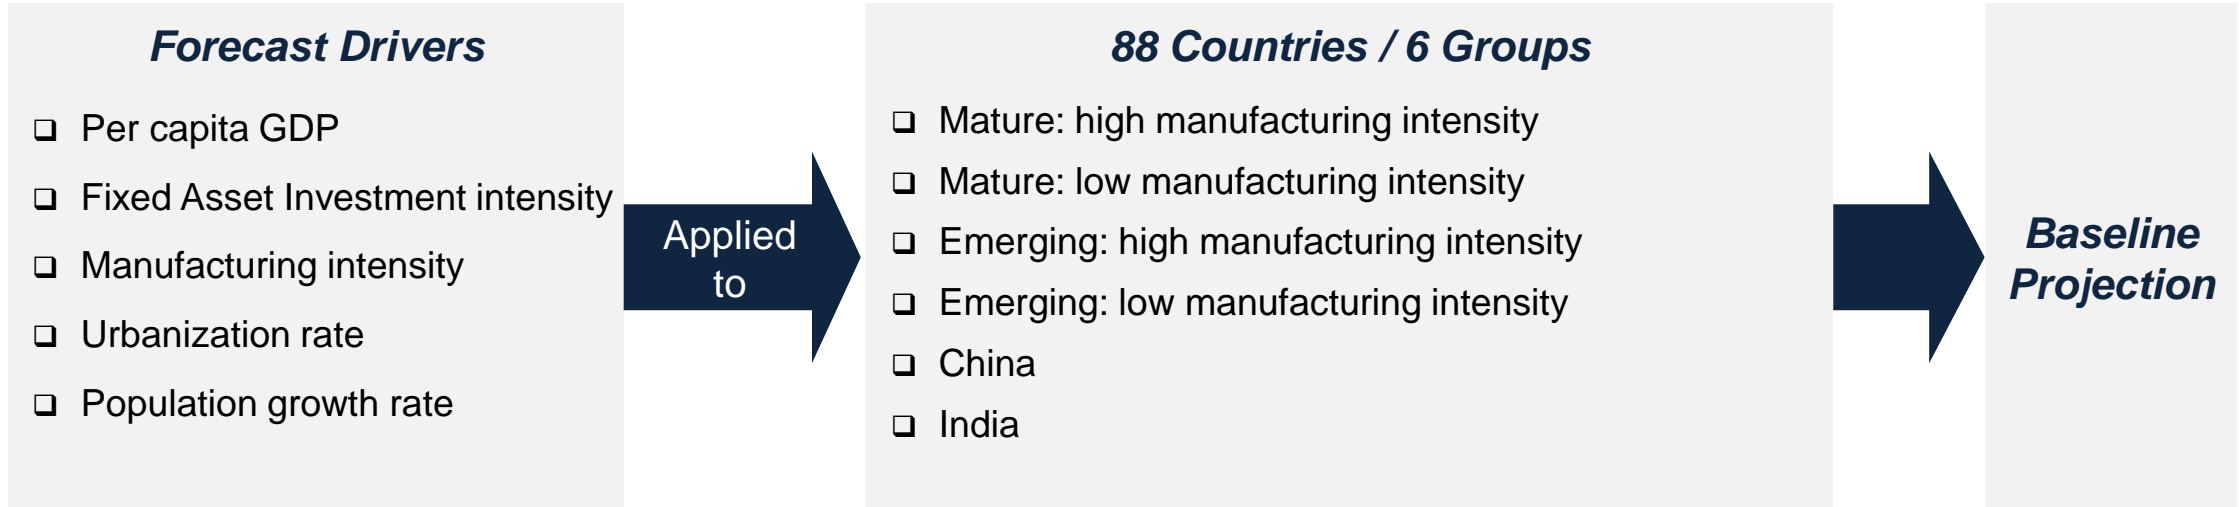 Forecast Drivers
❑ Per capita GDP
❑ Fixed Asset Investment intensity
❑ Manufacturing intensity
❑ Urbanization rate
❑ Population growth rate
Applied
to
88 Countries / 6 Groups
❑ Mature: high manufacturing intensity
❑ Mature: low manufacturing intensity
❑ Emerging: high manufacturing intensity
❑ Emerging: low manufacturing intensity
❑ China
❑ India
Baseline
Projection